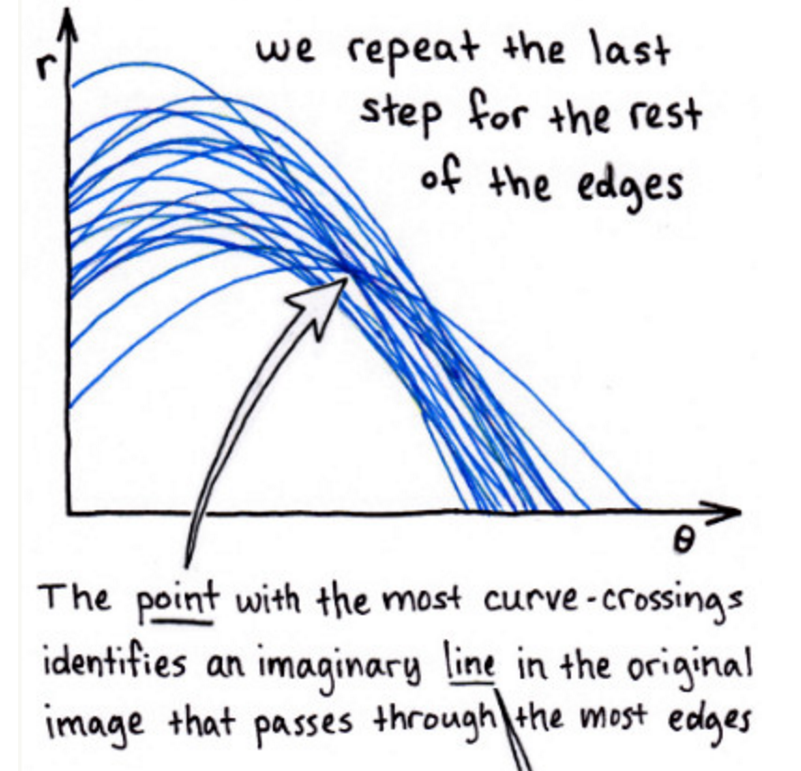 r
we repeat the last
step for the rest
of the edges
θ
The point with the most curve-crossings
identifies an imaginary line in the original
image that passes through the most edges